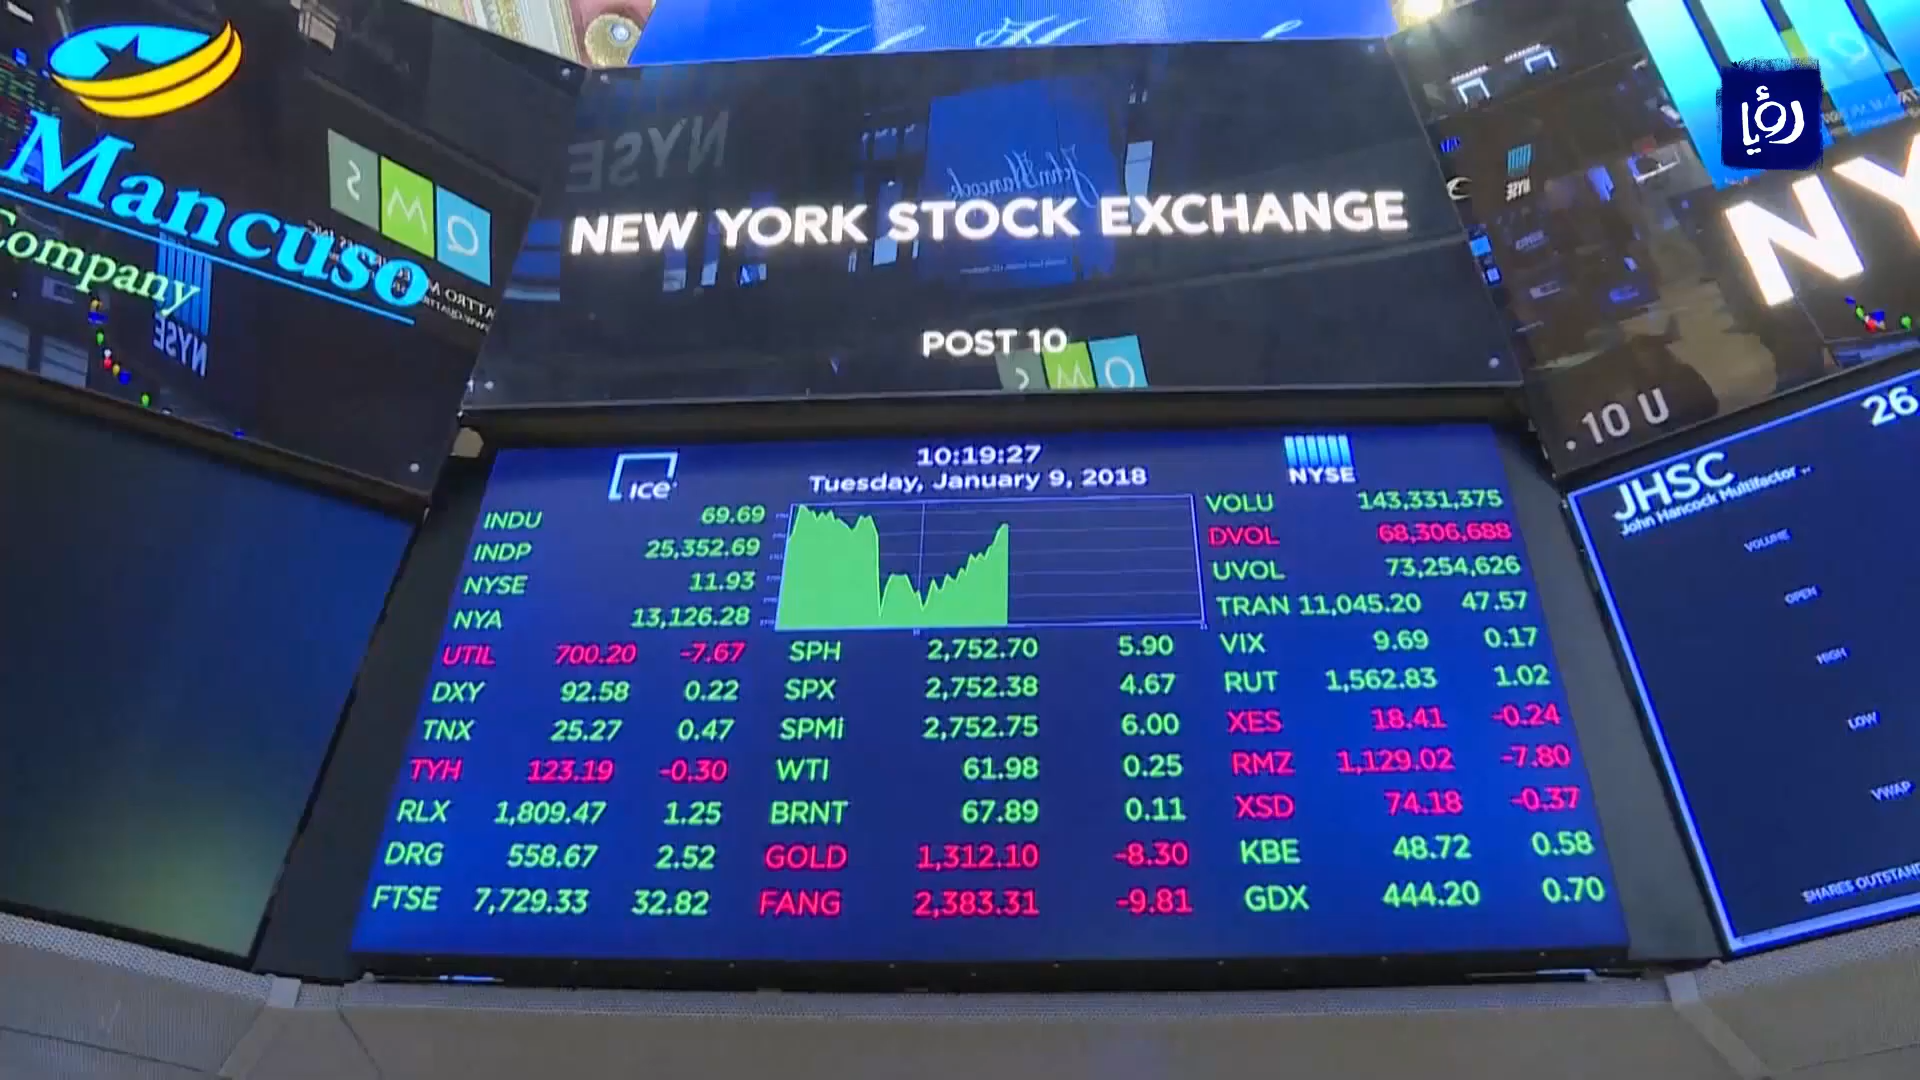 Mancuso
Company
NEW YORK STOCK EXCHANGE
POST 10
رؤيا
NY
10 U
ice
10:19:27
Tuesday, January 9, 2018
NYSE
INDU 69.69
INDP 25,352.69
NYSE 11.93
NYA 13,126.28
UTIL 700.20 -7.67
DXY 92.58 0.22
TNX 25.27 0.47
TYH 123.19 -0.30
RLX 1,809.47 1.25
DRG 558.67 2.52
FTSE 7,729.33 32.82
SPH 2,752.70 5.90
SPX 2,752.38 4.67
SPMi 2,752.75 6.00
WTI 61.98 0.25
BRNT 67.89 0.11
GOLD 1,312.10 -8.30
FANG 2,383.31 -9.81
VOLU 143,331,375
DVOL 68,306,688
UVOL 73,254,626
TRAN 11,045.20 47.57
VIX 9.69 0.17
RUT 1,562.83 1.02
XES 18.41 -0.24
RMZ 1,129.02 -7.80
XSD 74.18 -0.37
KBE 48.72 0.58
GDX 444.20 0.70
26
JHSC
John Hancock Multifactor
VOLUME
OPEN
HIGH
LOW
VWAP
SHARES OUTSTAND